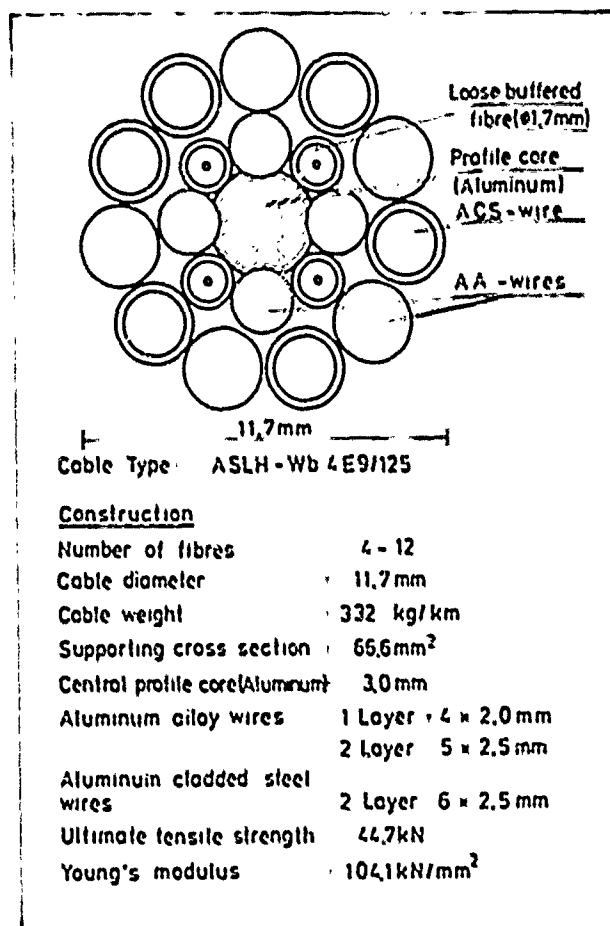 Loose buffered
fibre(ø1,7mm)
Profile core
(Aluminum)
ACS-wire
AA-wires
11,7mm
Cable Type: ASLH-Wb 4E9/125
Construction
Number of fibres 4-12
Cable diameter : 11,7mm
Cable weight : 332 kg/km
Supporting cross section : 65,6mm²
Central profile core(Aluminum) 3,0mm
Aluminum alloy wires 1 Layer : 4 × 2,0mm
2 Layer 5 × 2,5mm
Aluminum cladded steel
wires 2 Layer 6 × 2,5mm
Ultimate tensile strength 44,7kN
Young's modulus : 104,1kN/mm²